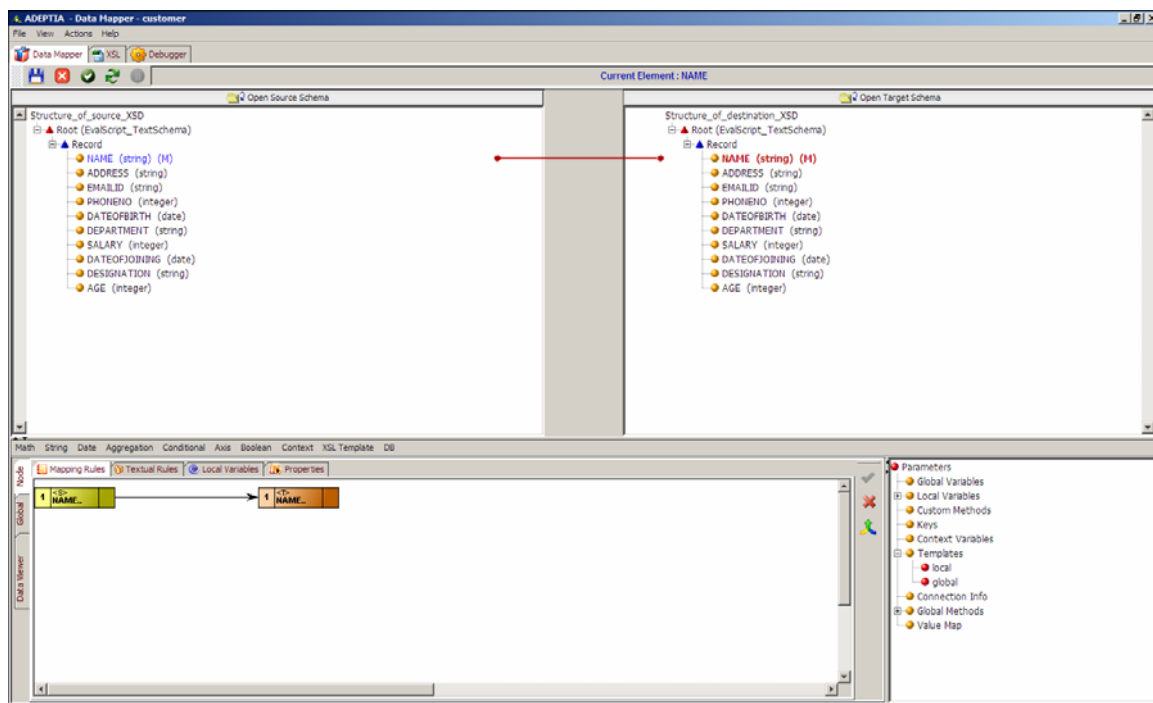 ADEPTIA - Data Mapper - customer
File View Actions Help
Data Mapper XSL Debugger
Current Element : NAME
Open Source Schema
Open Target Schema
Structure_of_source_XSD
Root (EvalScript_TextSchema)
Record
NAME (string) (M)
ADDRESS (string)
EMAILID (string)
PHONENO (integer)
DATEOFBIRTH (date)
DEPARTMENT (string)
SALARY (integer)
DATEOFJOINING (date)
DESIGNATION (string)
AGE (integer)
Structure_of_destination_XSD
Root (EvalScript_TextSchema)
Record
NAME (string) (M)
ADDRESS (string)
EMAILID (string)
PHONENO (integer)
DATEOFBIRTH (date)
DEPARTMENT (string)
SALARY (integer)
DATEOFJOINING (date)
DESIGNATION (string)
AGE (integer)
Math String Date Aggregation Conditional Axis Boolean Context XSL Template DB
Node
Global
Data Viewer
Mapping Rules Textual Rules Local Variables Properties
1 <S> NAME..
1 <T> NAME..
Parameters
Global Variables
Local Variables
Custom Methods
Keys
Context Variables
Templates
local
global
Connection Info
Global Methods
Value Map